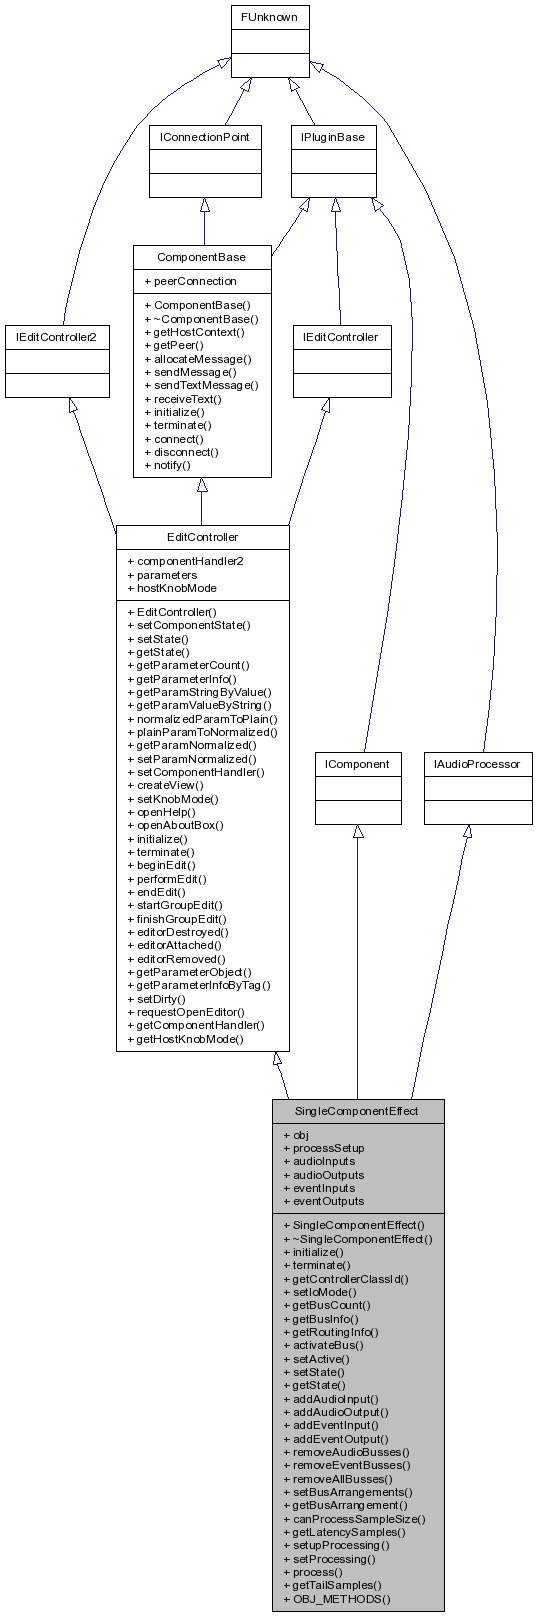 FUnknown
IConnectionPoint
IPluginBase
ComponentBase
+ peerConnection
+ ComponentBase()
+ ~ComponentBase()
+ getHostContext()
+ getPeer()
+ allocateMessage()
+ sendMessage()
+ sendTextMessage()
+ receiveText()
+ initialize()
+ terminate()
+ connect()
+ disconnect()
+ notify()
IEditController2
IEditController
EditController
+ componentHandler2
+ parameters
+ hostKnobMode
+ EditController()
+ setComponentState()
+ setState()
+ getState()
+ getParameterCount()
+ getParameterInfo()
+ getParamStringByValue()
+ getParamValueByString()
+ normalizedParamToPlain()
+ plainParamToNormalized()
+ getParamNormalized()
+ setParamNormalized()
+ setComponentHandler()
+ createView()
+ setKnobMode()
+ openHelp()
+ openAboutBox()
+ initialize()
+ terminate()
+ beginEdit()
+ performEdit()
+ endEdit()
+ startGroupEdit()
+ finishGroupEdit()
+ editorDestroyed()
+ editorAttached()
+ editorRemoved()
+ getParameterObject()
+ getParameterInfoByTag()
+ setDirty()
+ requestOpenEditor()
+ getComponentHandler()
+ getHostKnobMode()
IComponent
IAudioProcessor
SingleComponentEffect
+ obj
+ processSetup
+ audioInputs
+ audioOutputs
+ eventInputs
+ eventOutputs
+ SingleComponentEffect()
+ ~SingleComponentEffect()
+ initialize()
+ terminate()
+ getControllerClassId()
+ setIoMode()
+ getBusCount()
+ getBusInfo()
+ getRoutingInfo()
+ activateBus()
+ setActive()
+ setState()
+ getState()
+ addAudioInput()
+ addAudioOutput()
+ addEventInput()
+ addEventOutput()
+ removeAudioBusses()
+ removeEventBusses()
+ removeAllBusses()
+ setBusArrangements()
+ getBusArrangement()
+ canProcessSampleSize()
+ getLatencySamples()
+ setupProcessing()
+ setProcessing()
+ process()
+ getTailSamples()
+ OBJ_METHODS()